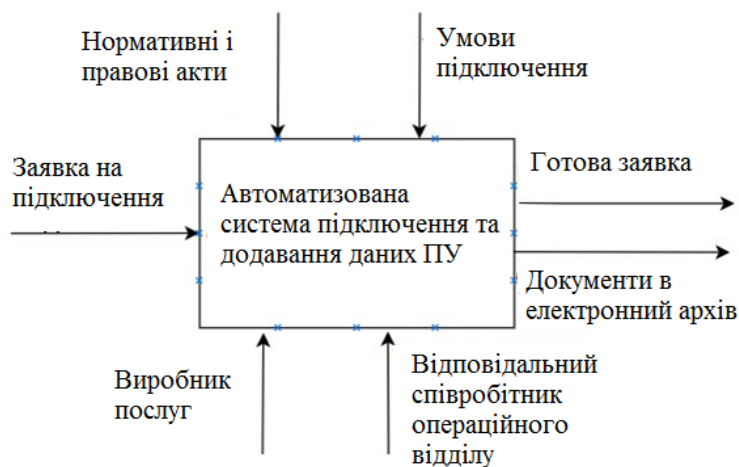 Нормативні і
правові акти
Умови
підключення
Заявка на
підключення
Автоматизована
система підключення та
додавання даних ПУ
Готова заявка
Документи в
електронний архів
Виробник
послуг
Відповідальний
співробітник
операційного
відділу